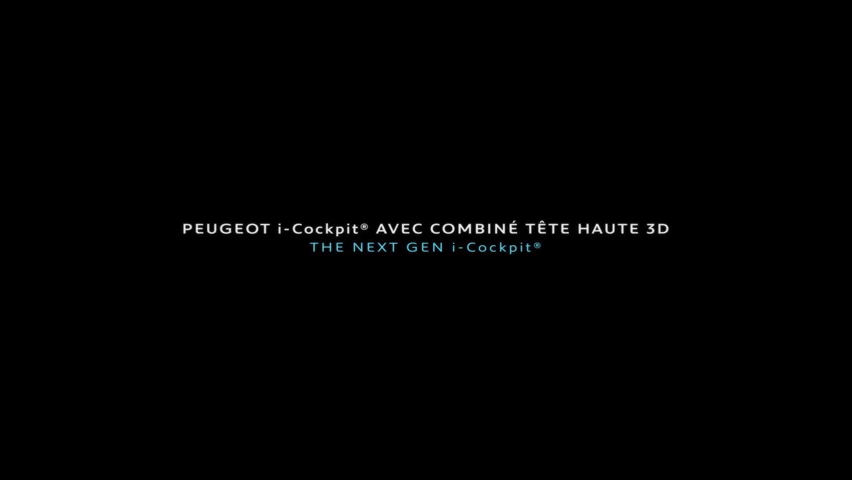 PEUGEOT i-Cockpit® AVEC COMBINÉ TÊTE HAUTE 3D
THE NEXT GEN i-Cockpit®